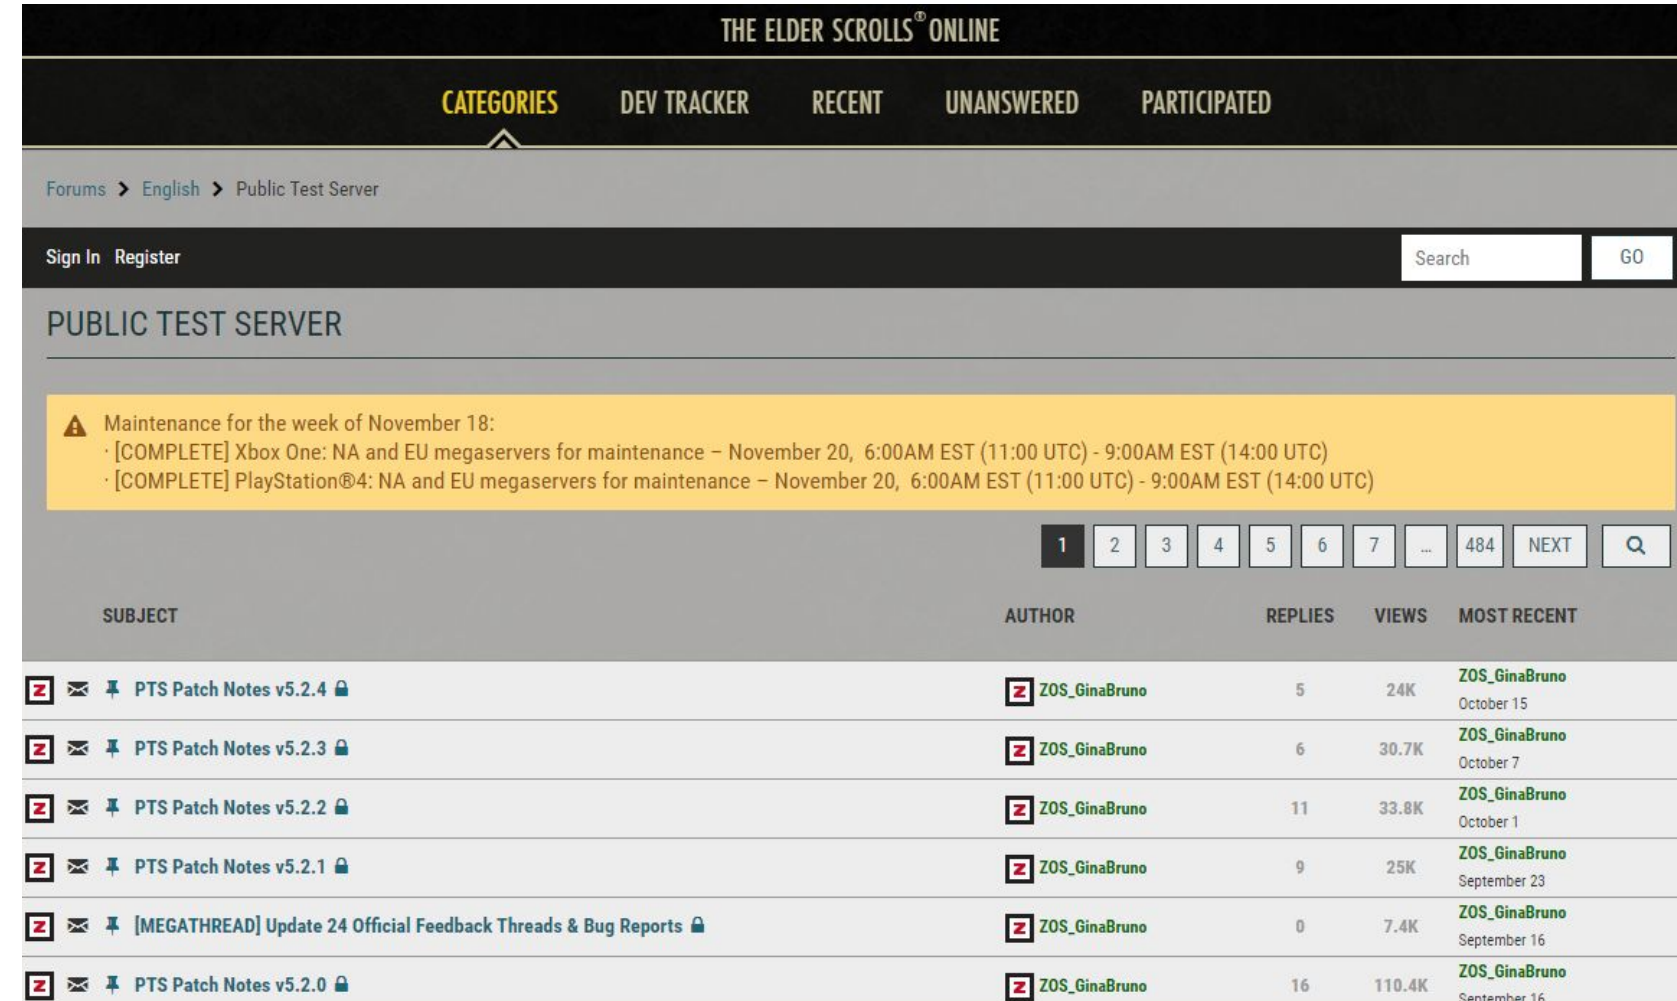 THE ELDER SCROLLS® ONLINE
CATEGORIES DEV TRACKER RECENT UNANSWERED PARTICIPATED
Forums > English > Public Test Server
Sign In Register Search GO
PUBLIC TEST SERVER
Maintenance for the week of November 18:
· [COMPLETE] Xbox One: NA and EU megaservers for maintenance – November 20, 6:00AM EST (11:00 UTC) - 9:00AM EST (14:00 UTC)
· [COMPLETE] PlayStation®4: NA and EU megaservers for maintenance – November 20, 6:00AM EST (11:00 UTC) - 9:00AM EST (14:00 UTC)
1 2 3 4 5 6 7 ... 484 NEXT
SUBJECT AUTHOR REPLIES VIEWS MOST RECENT
Z PTS Patch Notes v5.2.4 Z ZOS_GinaBruno 5 24K ZOS_GinaBruno
October 15
Z PTS Patch Notes v5.2.3 Z ZOS_GinaBruno 6 30.7K ZOS_GinaBruno
October 7
Z PTS Patch Notes v5.2.2 Z ZOS_GinaBruno 11 33.8K ZOS_GinaBruno
October 1
Z PTS Patch Notes v5.2.1 Z ZOS_GinaBruno 9 25K ZOS_GinaBruno
September 23
Z [MEGATHREAD] Update 24 Official Feedback Threads & Bug Reports Z ZOS_GinaBruno 0 7.4K ZOS_GinaBruno
September 16
Z PTS Patch Notes v5.2.0 Z ZOS_GinaBruno 16 110.4K ZOS_GinaBruno
September 16